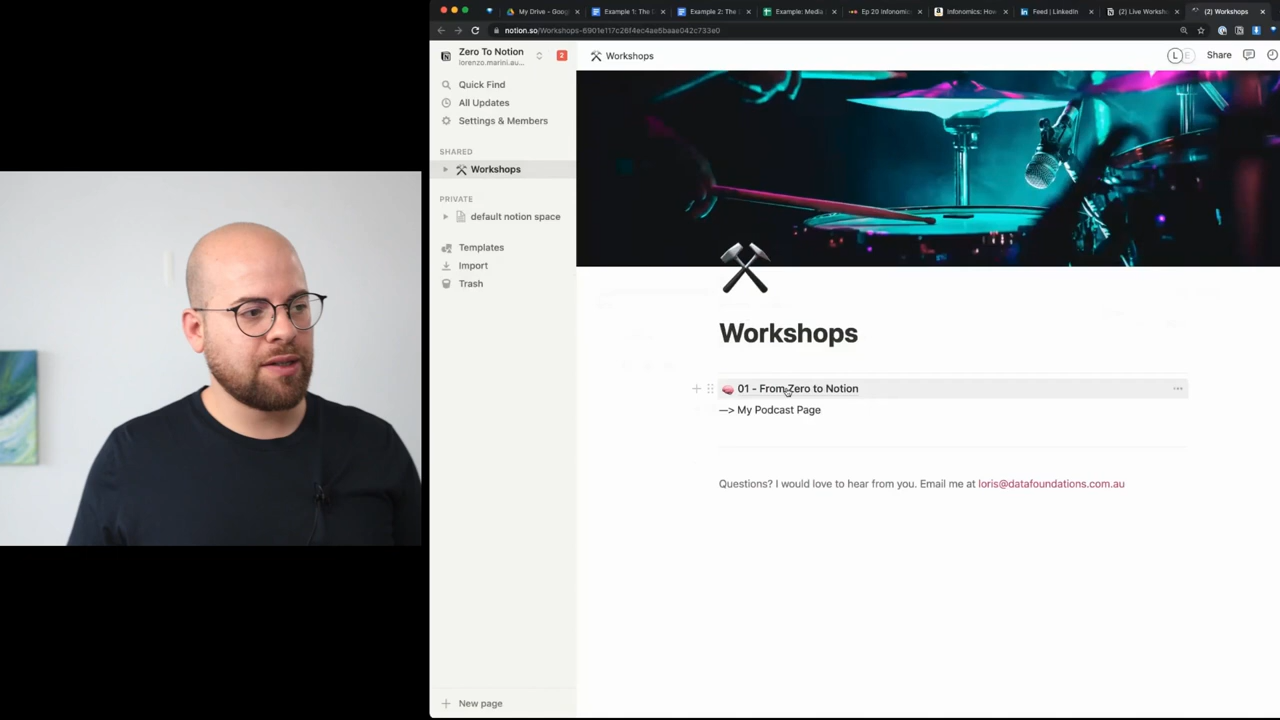 My Drive – Goog
Example 1: The D
Example 2: The
Example: Media
Ep 20 Infonomics
Infonomics: How
Feed | LinkedIn
(2) Live Worksho
(2) Workshops
notion.so/Workshops-6901e117c26f4ec4ae6baae042c733e0
Zero To Notion
lorenzo.marini.au...
2
Workshops
L
E
Share
Quick Find
All Updates
Settings & Members
SHARED
Workshops
PRIVATE
default notion space
Templates
Import
Trash
Workshops
01 - From Zero to Notion
—> My Podcast Page
Questions? I would love to hear from you. Email me at loris@datafoundations.com.au
New page